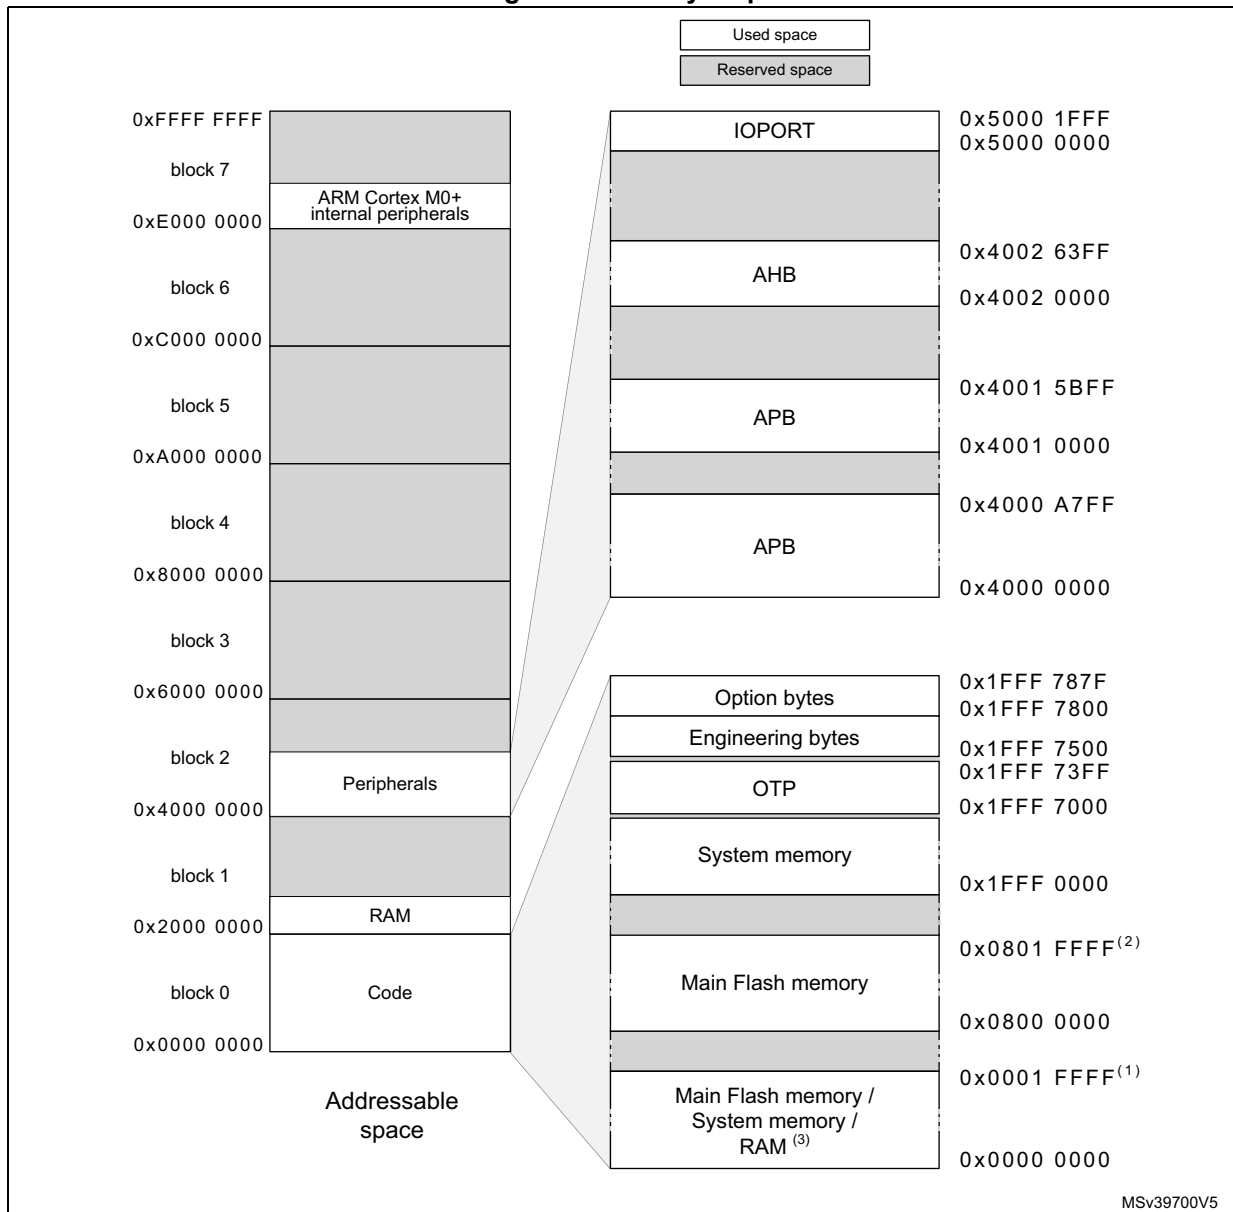 Used space
Reserved space
0xFFFF FFFF
block 7
ARM Cortex M0+
internal peripherals
0xE000 0000
block 6
0xC000 0000
block 5
0xA000 0000
block 4
0x8000 0000
block 3
0x6000 0000
block 2
Peripherals
0x4000 0000
block 1
RAM
0x2000 0000
block 0
Code
0x0000 0000
Addressable
space
IOPORT
0x5000 1FFF
0x5000 0000
AHB
0x4002 63FF
0x4002 0000
APB
0x4001 5BFF
0x4001 0000
APB
0x4000 A7FF
0x4000 0000
Option bytes
0x1FFF 787F
0x1FFF 7800
Engineering bytes
0x1FFF 7500
0x1FFF 73FF
OTP
0x1FFF 7000
System memory
0x1FFF 0000
0x0801 FFFF(2)
Main Flash memory
0x0800 0000
0x0001 FFFF(1)
Main Flash memory /
System memory /
RAM (3)
0x0000 0000
MSv39700V5